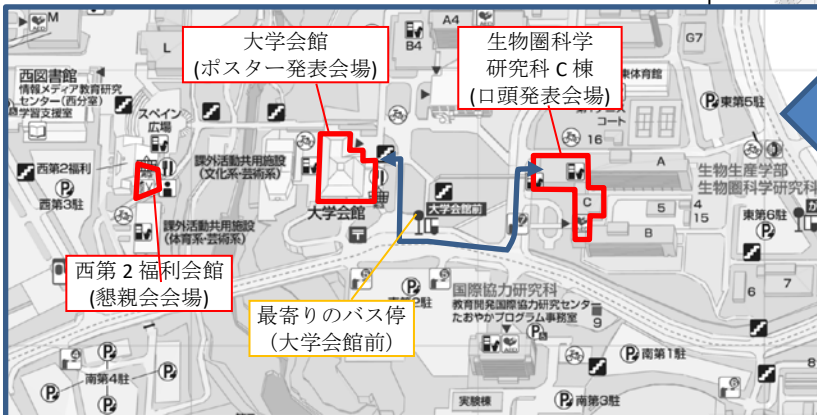 M
L
A4
B4
G7
大学会館
(ポスター発表会場)
生物圏科学
研究科 C 棟
(口頭発表会場)
西図書館
情報メディア教育研究
センター(西分室)
学習支援室
スペイン
広場
東体育館
コート
16
東第5駐
西第2福利
西第3駐
課外活動共用施設
(文化系・芸術系)
大学会館
大学会館前
A
C
B
5
4
15
生物生産学部
生物圏科学研究科
東第6駐
課外活動共用施設
(体育系・芸術系)
西第 2 福利会館
(懇親会会場)
最寄りのバス停
(大学会館前)
国際協力研究科
教育開発国際協力研究センター
たおやかプログラム事務室
9
6
7
8
南第4駐
南第1駐
南第3駐
実験棟